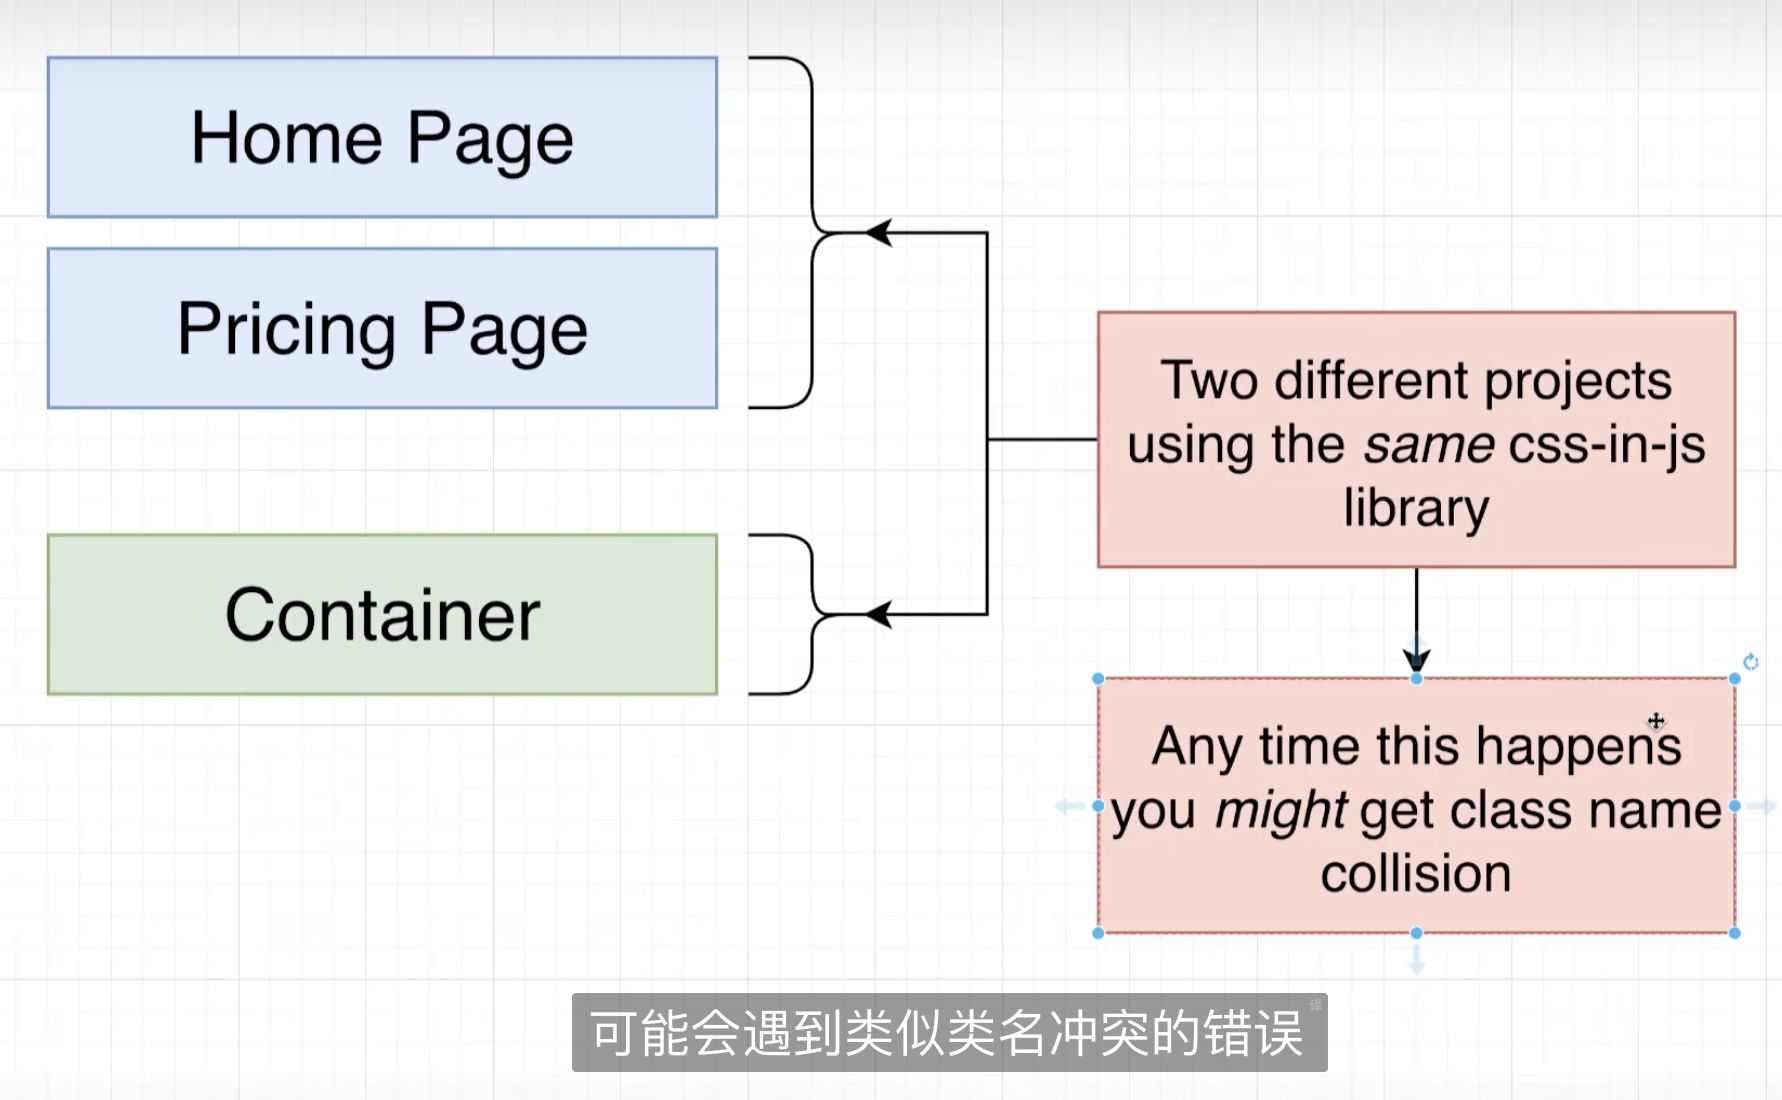 Home Page
Pricing Page
Container
Two different projects
using the same css-in-js
library
Any time this happens
you might get class name
collision
可能会遇到类似类名冲突的错误
译